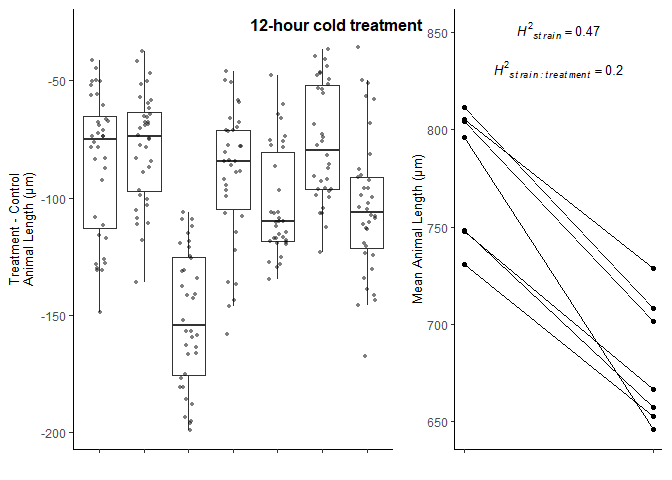 12-hour cold treatment
Treatment - Control
Animal Length (μm)
-50
-100
-150
-200
Mean Animal Length (μm)
850
800
750
700
650
H²strain = 0.47
H²strain:treatment = 0.2